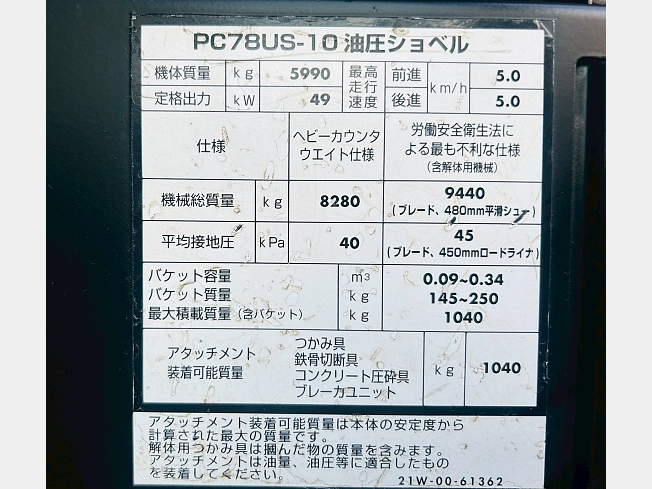 PC78US-10 油圧ショベル
機体質量 kg 5990 最高走行速度 前進 km/h 5.0
定格出力 kW 49 後進 5.0
仕様 ヘビーカウンタウエイト仕様 労働安全衛生法による最も不利な仕様
(含解体用機械)
機械総質量 kg 8280 9440
(ブレード、480mm平滑シュー)
平均接地圧 kPa 40 45
(ブレード、450mmロードライナ)
バケット容量 m3 0.09~0.34
バケット質量 kg 145~250
最大積載質量(含バケット) kg 1040
アタッチメント装着可能質量 つかみ具 kg 1040
鉄骨切断具
コンクリート圧砕具
ブレーカユニット
アタッチメント装着可能質量は本体の安定度から
計算された最大の質量です。
解体用つかみ具は掴んだ物の質量を含みます。
アタッチメントは油量、油圧等に適合したもの
を装着してください。 21W-00-61362